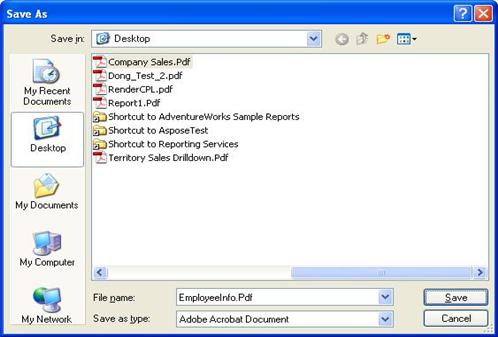 Save As
Save in: Desktop
My Recent
Documents
Desktop
My Documents
My Computer
My Network
Company Sales.Pdf
Dong_Test_2.pdf
RenderCPL.pdf
Report1.Pdf
Shortcut to AdventureWorks Sample Reports
Shortcut to AsposeTest
Shortcut to Reporting Services
Territory Sales Drilldown.Pdf
File name: EmployeeInfo.Pdf Save
Save as type: Adobe Acrobat Document Cancel